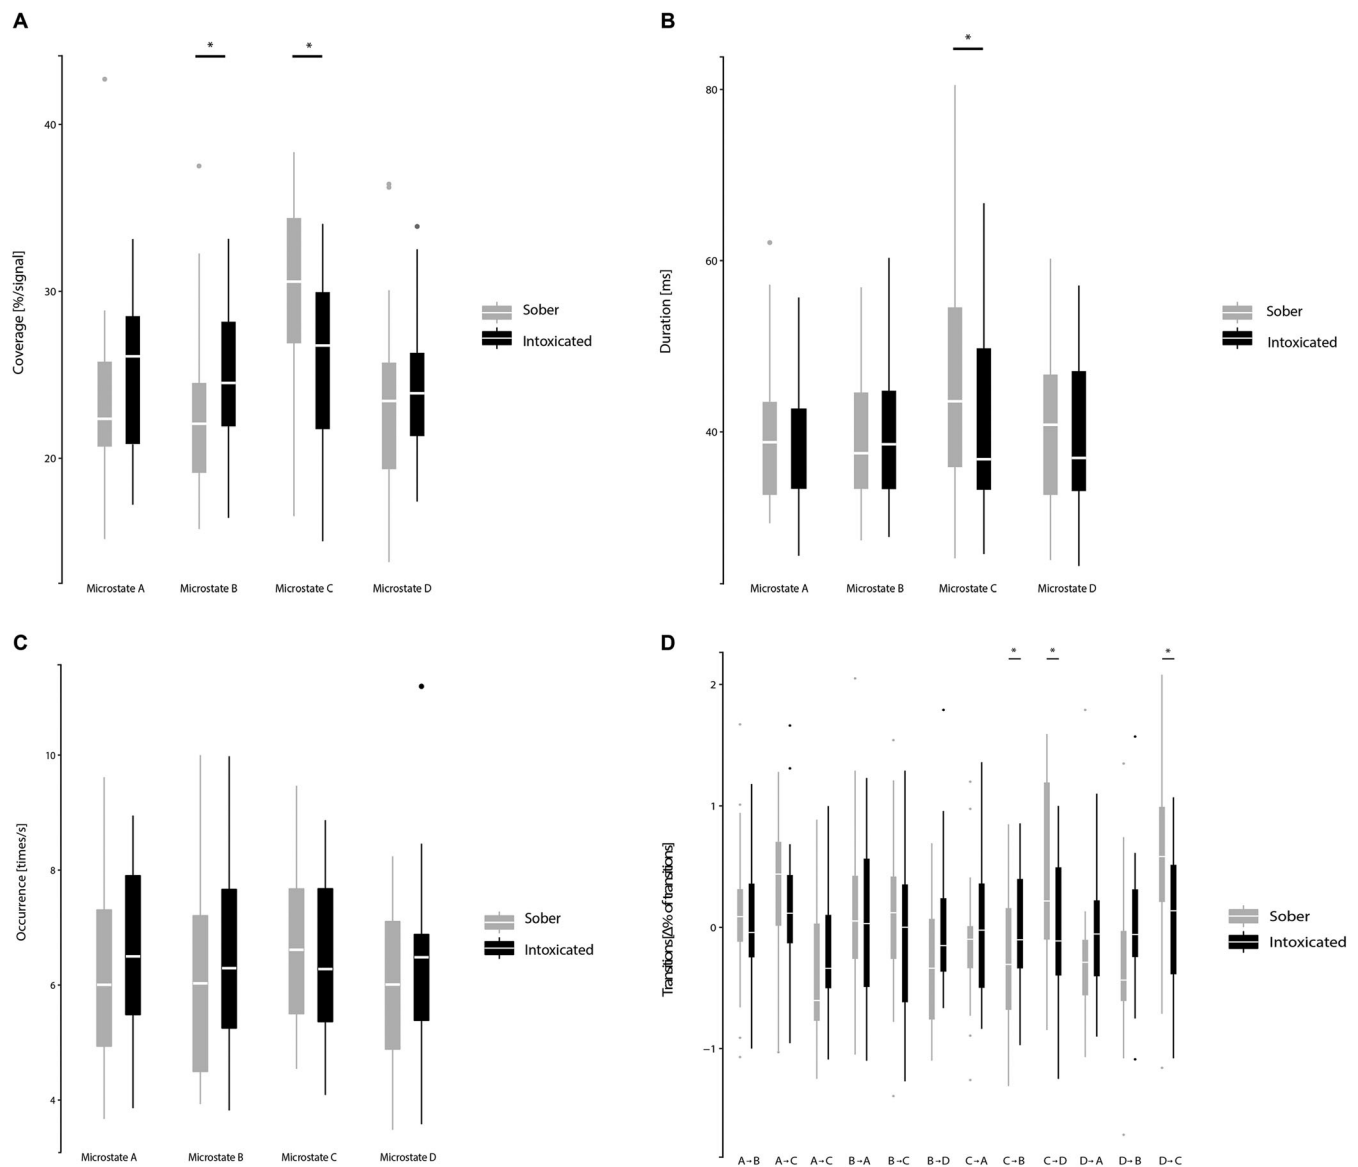 A
*
*
40
30
20
Coverage [%/signal]
Microstate A
Microstate B
Microstate C
Microstate D
Sober
Intoxicated
B
*
80
60
40
Duration [ms]
Microstate A
Microstate B
Microstate C
Microstate D
Sober
Intoxicated
C
10
8
6
4
Occurrence [times/s]
Microstate A
Microstate B
Microstate C
Microstate D
Sober
Intoxicated
D
*
*
*
2
1
0
−1
Transitions[Δ% of transitions]
A→B
A→C
A→C
B→A
B→C
B→D
C→A
C→B
C→D
D→A
D→B
D→C
Sober
Intoxicated